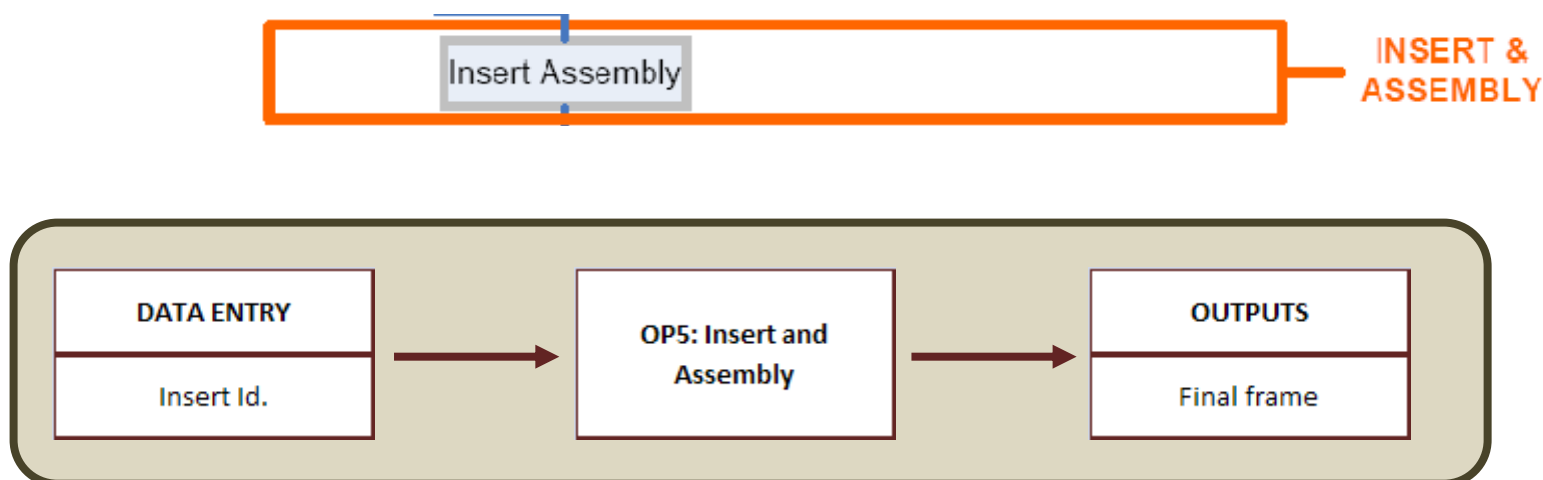 Insert Assembly
INSERT &
ASSEMBLY
DATA ENTRY
Insert Id.
OP5: Insert and
Assembly
OUTPUTS
Final frame